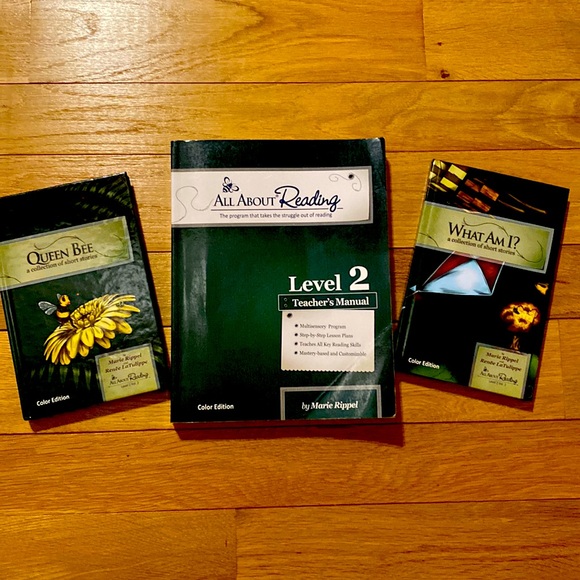 QUEEN BEE
a collection of short stories
Marie Rippel
Renée LaFalippe
ALL ABOUT Reading
Color Edition
ALL ABOUT Reading
The program that takes the struggle out of reading
Level 2
Teacher's Manual
Multisensory Program
Step-by-Step Lesson Plans
Teaches All Key Reading Skills
Mastery-based and Customizable
Color Edition
by Marie Rippel
WHAT AM I?
a collection of short stories
Marie Rippel
Renée LaTulippe
ALL ABOUT Reading
Color Edition